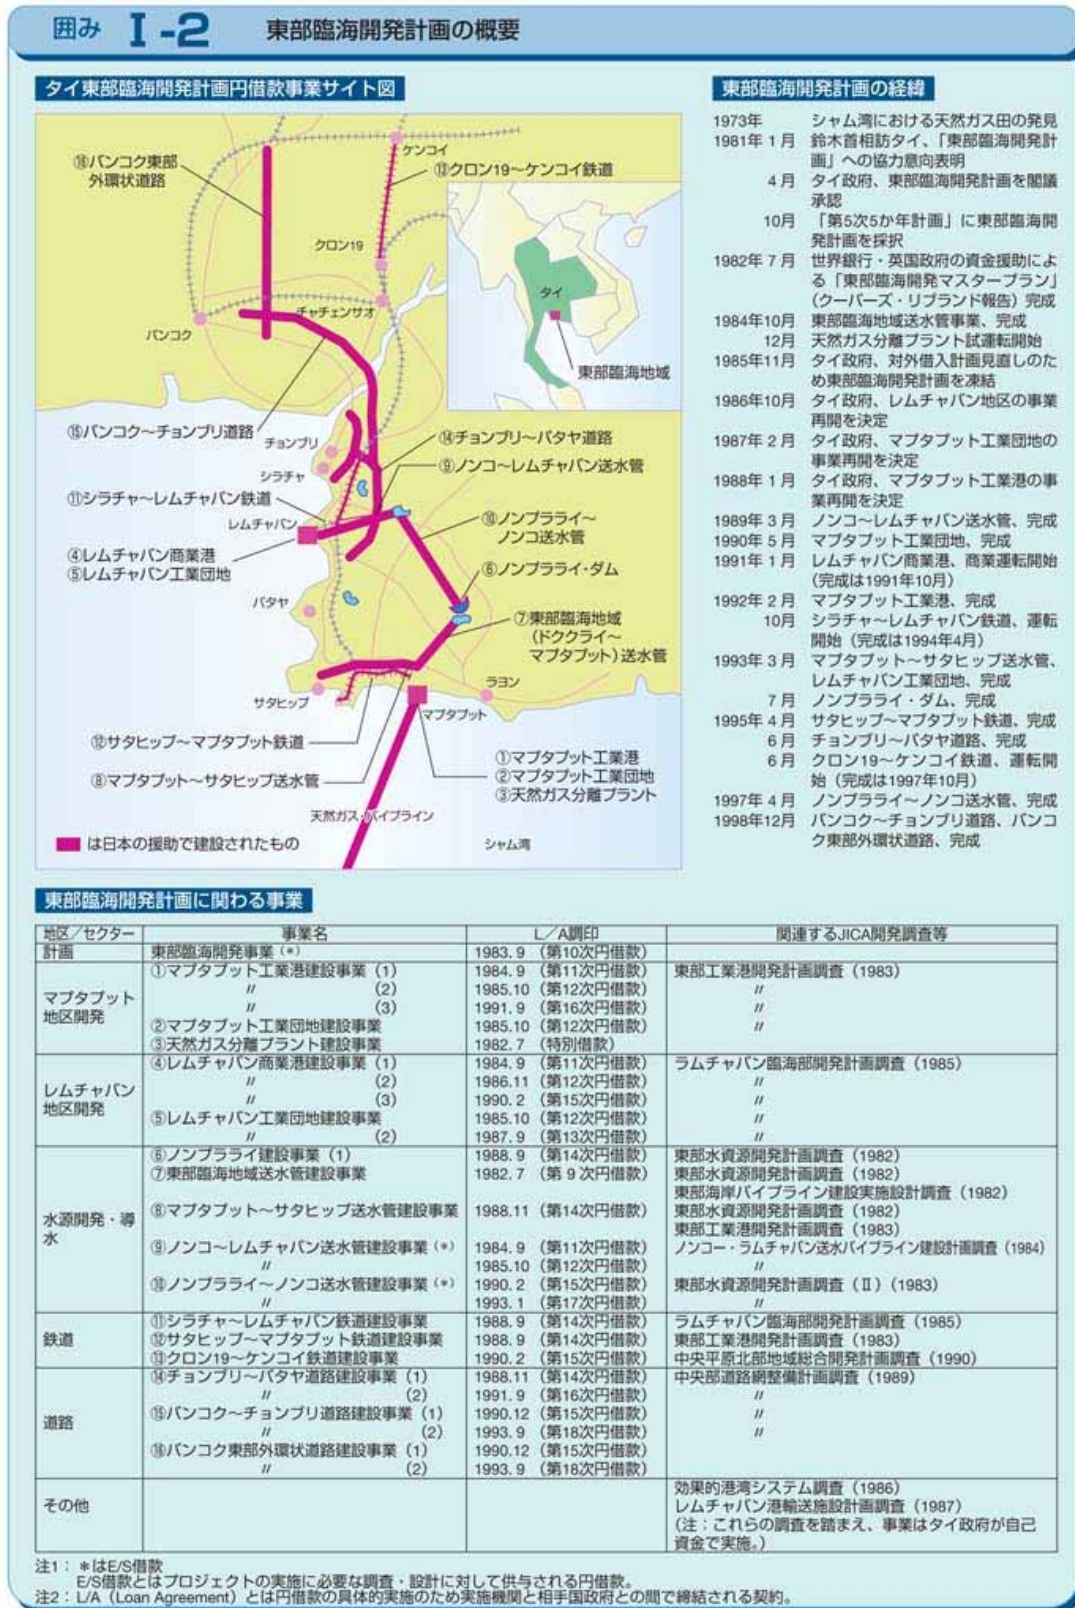 囲み I-2 東部臨海開発計画の概要
タイ東部臨海開発計画円借款事業サイト図
⑯バンコク東部
外環状道路
ケンコイ
⑬クロン19～ケンコイ鉄道
クロン19
タイ
チャチェンサオ
バンコク
東部臨海地域
⑮バンコク～チョンブリ道路
チョンブリ
⑭チョンブリ～パタヤ道路
⑨ノンコ～レムチャバン送水管
シラチャ
⑪シラチャ～レムチャバン鉄道
レムチャバン
⑩ノンプラライ～
ノンコ送水管
④レムチャバン商業港
⑤レムチャバン工業団地
⑥ノンプラライ・ダム
パタヤ
⑦東部臨海地域
（ドククライ～
マプタプット）送水管
サタヒップ
ラヨン
マプタプット
⑫サタヒップ～マプタプット鉄道
①マプタプット工業港
②マプタプット工業団地
③天然ガス分離プラント
⑧マプタプット～サタヒップ送水管
天然ガス・パイプライン
は日本の援助で建設されたもの
シャム湾
東部臨海開発計画の経緯
1973年 シャム湾における天然ガス田の発見
1981年 1月 鈴木首相訪タイ、「東部臨海開発計
画」への協力意向表明
4月 タイ政府、東部臨海開発計画を閣議
承認
10月 「第5次5か年計画」に東部臨海開
発計画を採択
1982年 7月 世界銀行・英国政府の資金援助によ
る「東部臨海開発マスタープラン」
（クーパーズ・リブランド報告）完成
1984年10月 東部臨海地域送水管事業、完成
12月 天然ガス分離プラント試運転開始
1985年11月 タイ政府、対外借入計画見直しのた
め東部臨海開発計画を凍結
1986年10月 タイ政府、レムチャバン地区の事業
再開を決定
1987年 2月 タイ政府、マプタプット工業団地の
事業再開を決定
1988年 1月 タイ政府、マプタプット工業港の事
業再開を決定
1989年 3月 ノンコ～レムチャバン送水管、完成
1990年 5月 マプタプット工業団地、完成
1991年 1月 レムチャバン商業港、商業運転開始
（完成は1991年10月）
1992年 2月 マプタプット工業港、完成
10月 シラチャ～レムチャバン鉄道、運転
開始（完成は1994年4月）
1993年 3月 マプタプット～サタヒップ送水管、
レムチャバン工業団地、完成
7月 ノンプラライ・ダム、完成
1995年 4月 サタヒップ～マプタプット鉄道、完成
6月 チョンブリ～パタヤ道路、完成
6月 クロン19～ケンコイ鉄道、運転開
始（完成は1997年10月）
1997年 4月 ノンプラライ～ノンコ送水管、完成
1998年12月 バンコク～チョンブリ道路、バンコ
ク東部外環状道路、完成
東部臨海開発計画に関わる事業
地区／セクター 事業名 L／A調印 関連するJICA開発調査等
計画 東部臨海開発事業（*） 1983. 9 （第10次円借款）
マプタプット
地区開発
①マプタプット工業港建設事業（1） 1984. 9 （第11次円借款） 東部工業港開発計画調査（1983）
〃 （2） 1985.10 （第12次円借款） 〃
〃 （3） 1991. 9 （第16次円借款） 〃
②マプタプット工業団地建設事業 1985.10 （第12次円借款） 〃
③天然ガス分離プラント建設事業 1982. 7 （特別借款）
レムチャバン
地区開発
④レムチャバン商業港建設事業（1） 1984. 9 （第11次円借款） ラムチャバン臨海部開発計画調査（1985）
〃 （2） 1986.11 （第12次円借款） 〃
〃 （3） 1990. 2 （第15次円借款） 〃
⑤レムチャバン工業団地建設事業 1985.10 （第12次円借款） 〃
〃 （2） 1987. 9 （第13次円借款） 〃
水源開発・導
水
⑥ノンプラライ建設事業（1） 1988. 9 （第14次円借款） 東部水資源開発計画調査（1982）
⑦東部臨海地域送水管建設事業 1982. 7 （第 9 次円借款） 東部水資源開発計画調査（1982）
東部海岸パイプライン建設実施設計調査（1982）
⑧マプタプット～サタヒップ送水管建設事業 1988.11 （第14次円借款） 東部水資源開発計画調査（1982）
東部工業港開発計画調査（1983）
⑨ノンコ～レムチャバン送水管建設事業（*） 1984. 9 （第11次円借款） ノンコー・ラムチャバン送水パイプライン建設計画調査（1984）
〃 1985.10 （第12次円借款） 〃
⑩ノンプラライ～ノンコ送水管建設事業（*） 1990. 2 （第15次円借款） 東部水資源開発計画調査（Ⅱ）（1983）
〃 1993. 1 （第17次円借款） 〃
鉄道
⑪シラチャ～レムチャバン鉄道建設事業 1988. 9 （第14次円借款） ラムチャバン臨海部開発計画調査（1985）
⑫サタヒップ～マプタプット鉄道建設事業 1988. 9 （第14次円借款） 東部工業港開発計画調査（1983）
⑬クロン19～ケンコイ鉄道建設事業 1990. 2 （第15次円借款） 中央平原北部地域総合開発計画調査（1990）
道路
⑭チョンブリ～パタヤ道路建設事業（1） 1988.11 （第14次円借款） 中央部道路網整備計画調査（1989）
〃 （2） 1991. 9 （第16次円借款） 〃
⑮バンコク～チョンブリ道路建設事業（1） 1990.12 （第15次円借款） 〃
〃 （2） 1993. 9 （第18次円借款） 〃
⑯バンコク東部外環状道路建設事業（1） 1990.12 （第15次円借款）
〃 （2） 1993. 9 （第18次円借款）
その他
効果的港湾システム調査（1986）
レムチャバン港輸送施設計画調査（1987）
（注：これらの調査を踏まえ、事業はタイ政府が自己
資金で実施。）
注1： *はE/S借款
E/S借款とはプロジェクトの実施に必要な調査・設計に対して供与される円借款。
注2：L/A（Loan Agreement）とは円借款の具体的実施のため実施機関と相手国政府との間で締結される契約。